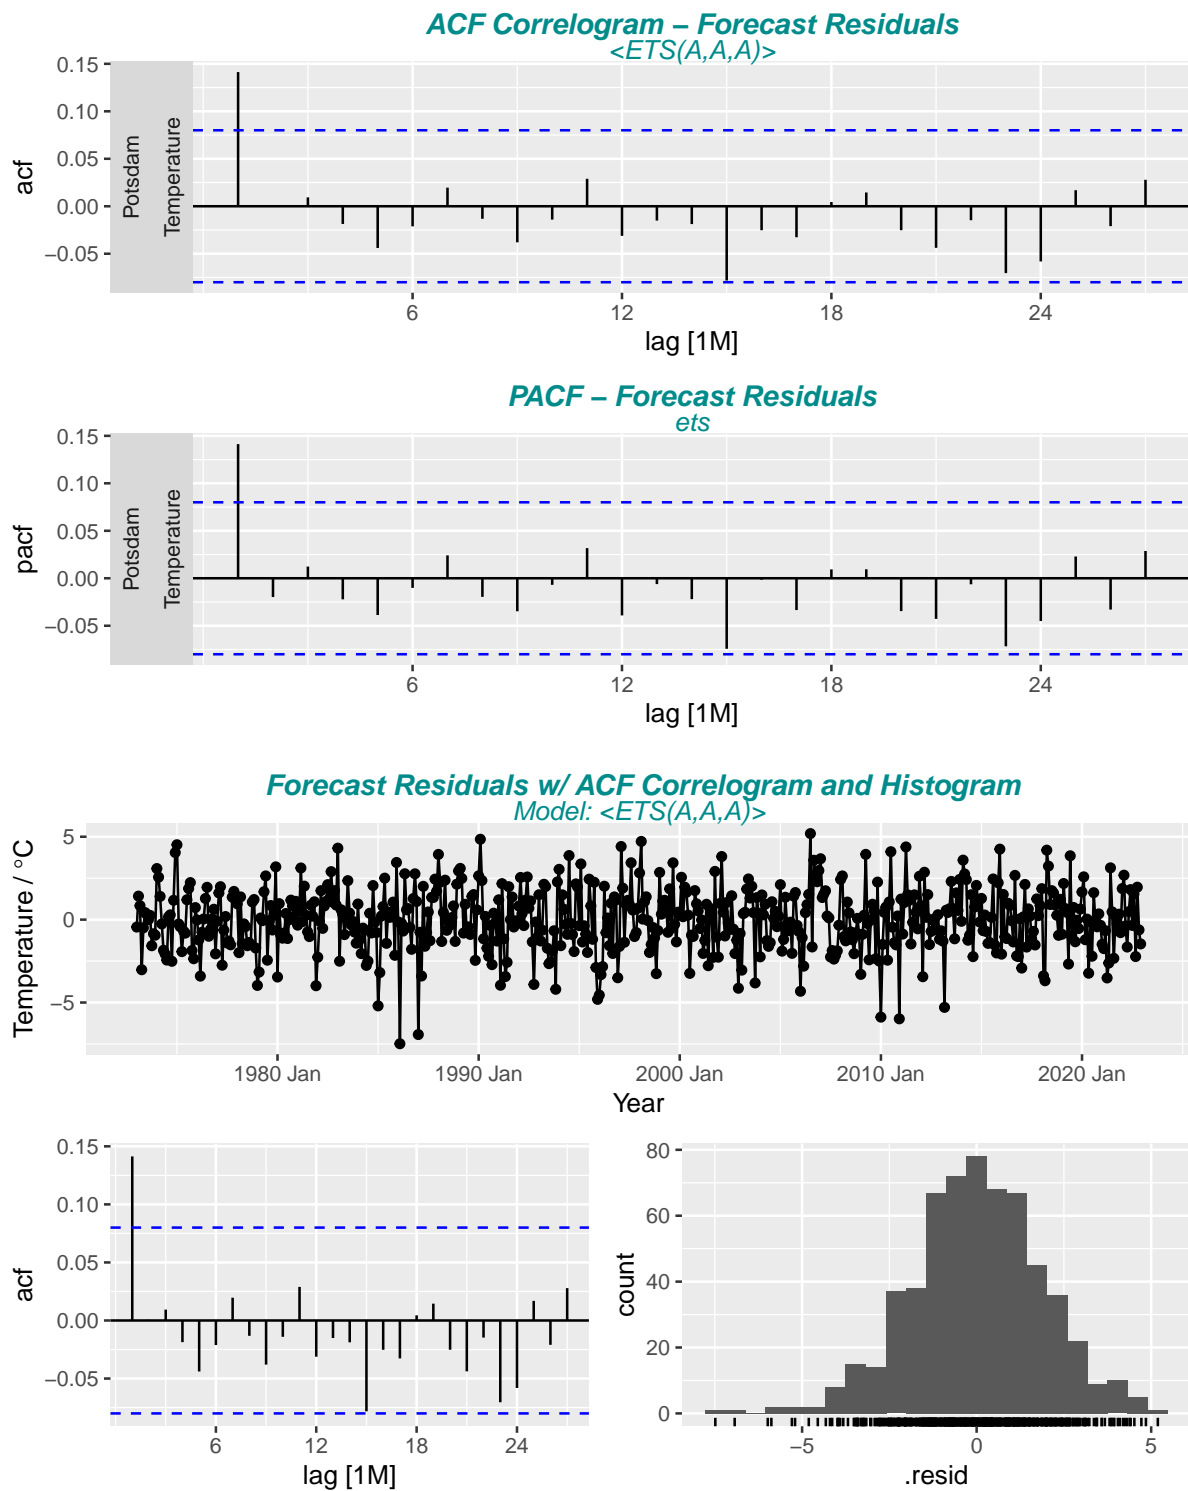 ACF Correlogram – Forecast Residuals
<ETS(A,A,A)>
0.15
0.10
0.05
0.00
−0.05
acf
Potsdam
Temperature
6 12 18 24
lag [1M]
PACF – Forecast Residuals
ets
0.15
0.10
0.05
0.00
−0.05
pacf
Potsdam
Temperature
6 12 18 24
lag [1M]
Forecast Residuals w/ ACF Correlogram and Histogram
Model: <ETS(A,A,A)>
5
0
−5
Temperature / °C
1980 Jan 1990 Jan 2000 Jan 2010 Jan 2020 Jan
Year
0.15
0.10
0.05
0.00
−0.05
acf
6 12 18 24
lag [1M]
80
60
40
20
0
count
−5 0 5
.resid